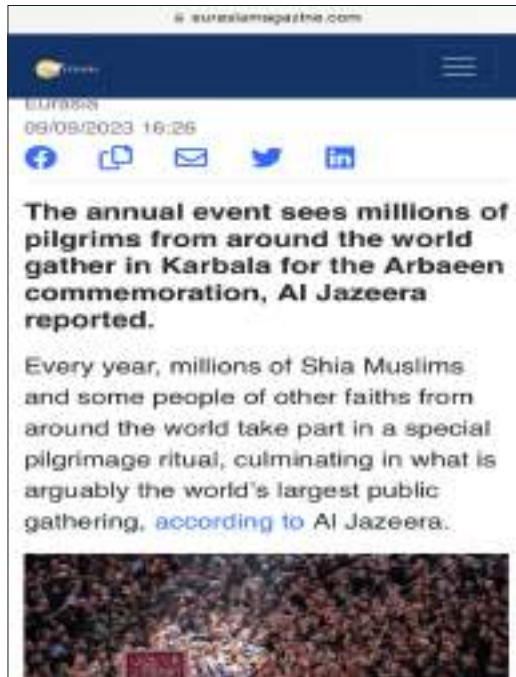 eurasiamagazine.com
Eurasia
09/09/2023 16:26
The annual event sees millions of
pilgrims from around the world
gather in Karbala for the Arbaeen
commemoration, Al Jazeera
reported.
Every year, millions of Shia Muslims
and some people of other faiths from
around the world take part in a special
pilgrimage ritual, culminating in what is
arguably the world's largest public
gathering, according to Al Jazeera.